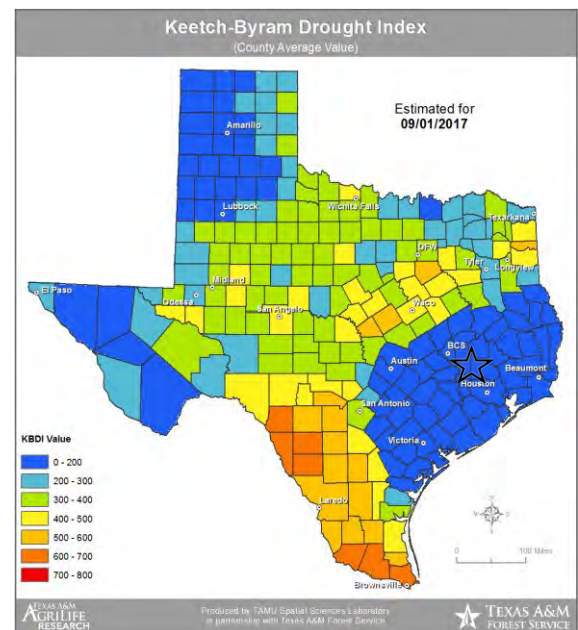 Keetch-Byram Drought Index
(County Average Value)
Estimated for
09/01/2017
Amarillo
Lubbock
Wichita Falls
Texarkana
DFW
Tyler
Longview
El Paso
Midland
Odessa
San Angelo
Waco
BCS
Austin
Beaumont
Houston
San Antonio
Victoria
Laredo
Brownsville
KBDI Value
0 - 200
200 - 300
300 - 400
400 - 500
500 - 600
600 - 700
700 - 800
0 100 Miles
TEXAS A&M
AGRILIFE
RESEARCH
Produced by TAMU Spatial Sciences Laboratory
in partnership with Texas A&M Forest Service
TEXAS A&M
FOREST SERVICE